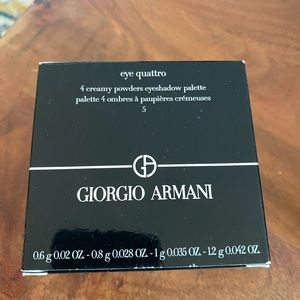 eye quattro
4 creamy powders eyeshadow palette
palette 4 ombres à paupières crémeuses
5
GIORGIO ARMANI
0.6 g 0.02 OZ. - 0.8 g 0.028 OZ. - 1 g 0.035 OZ. - 1.2 g 0.042 OZ.